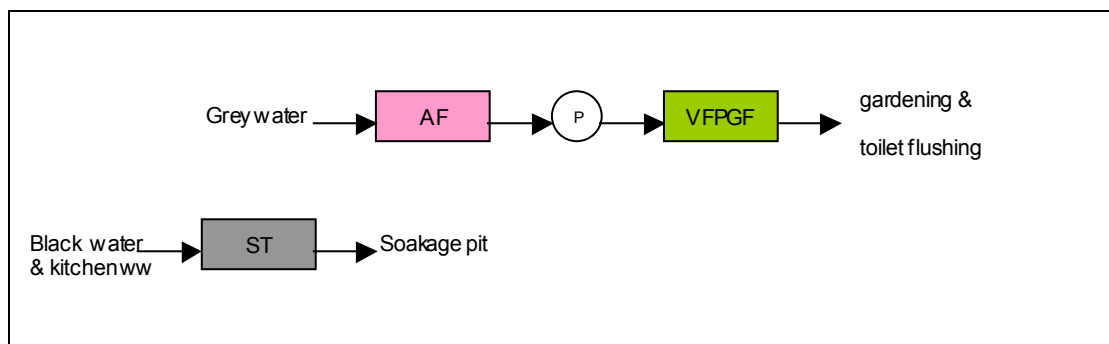 Grey water
AF
P
VFPGF
gardening &
toilet flushing
Black water
& kitchen ww
ST
Soakage pit